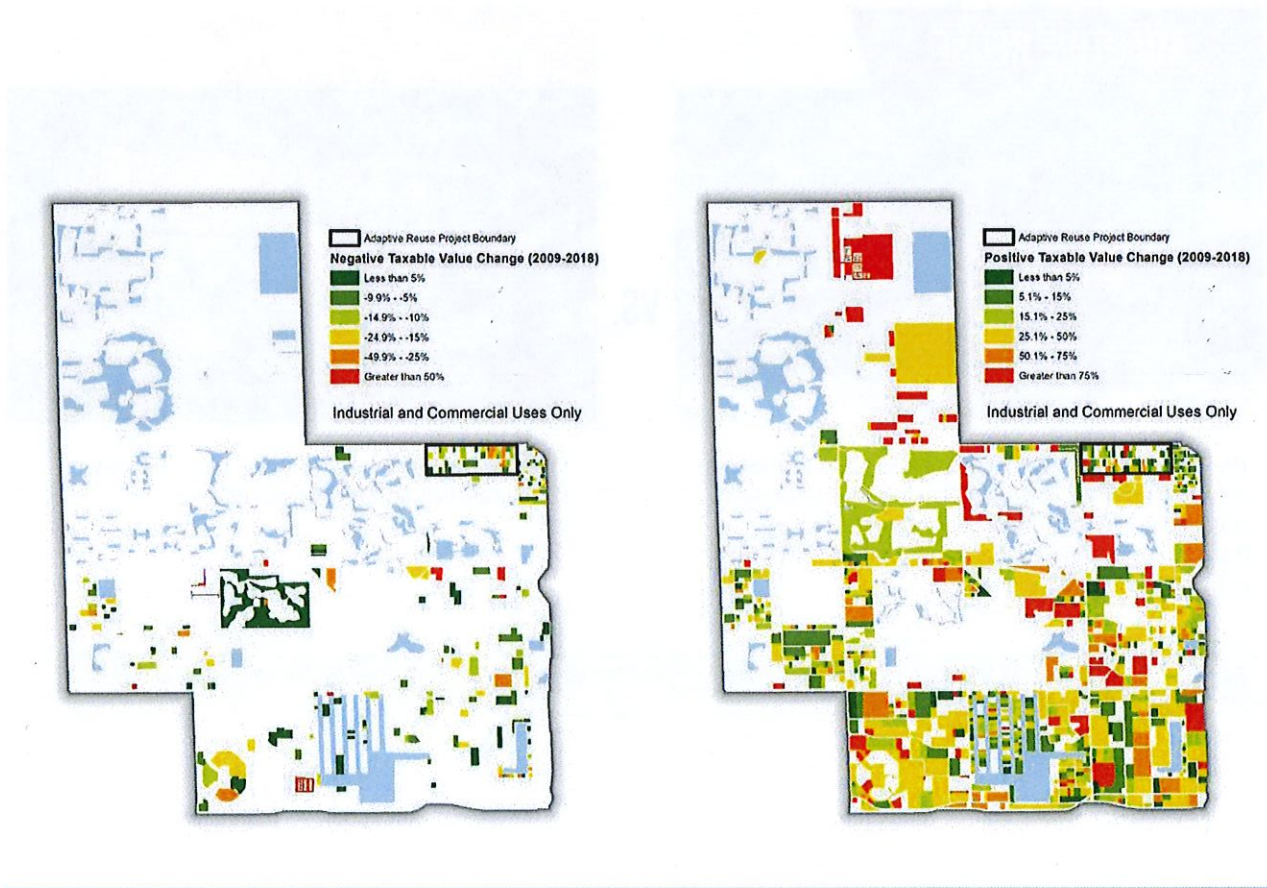 Adaptive Reuse Project Boundary
Negative Taxable Value Change (2009-2018)
Less than 5%
-9.9% - -5%
-14.9% - -10%
-24.9% - -15%
-49.9% - -25%
Greater than 50%
Industrial and Commercial Uses Only
Adaptive Reuse Project Boundary
Positive Taxable Value Change (2009-2018)
Less than 5%
5.1% - 15%
15.1% - 25%
25.1% - 50%
50.1% - 75%
Greater than 75%
Industrial and Commercial Uses Only